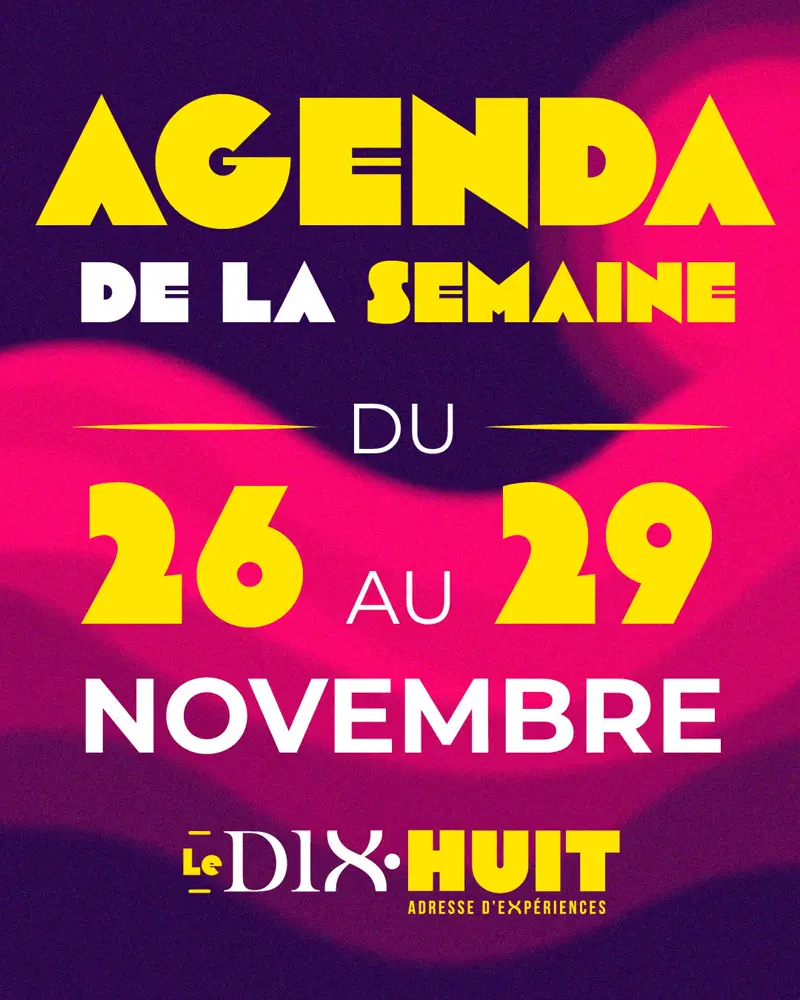 AGENDA
DE LA SEMAINE
DU
26 AU 29
NOVEMBRE
Le DIX·HUIT
ADRESSE D'EXPÉRIENCES